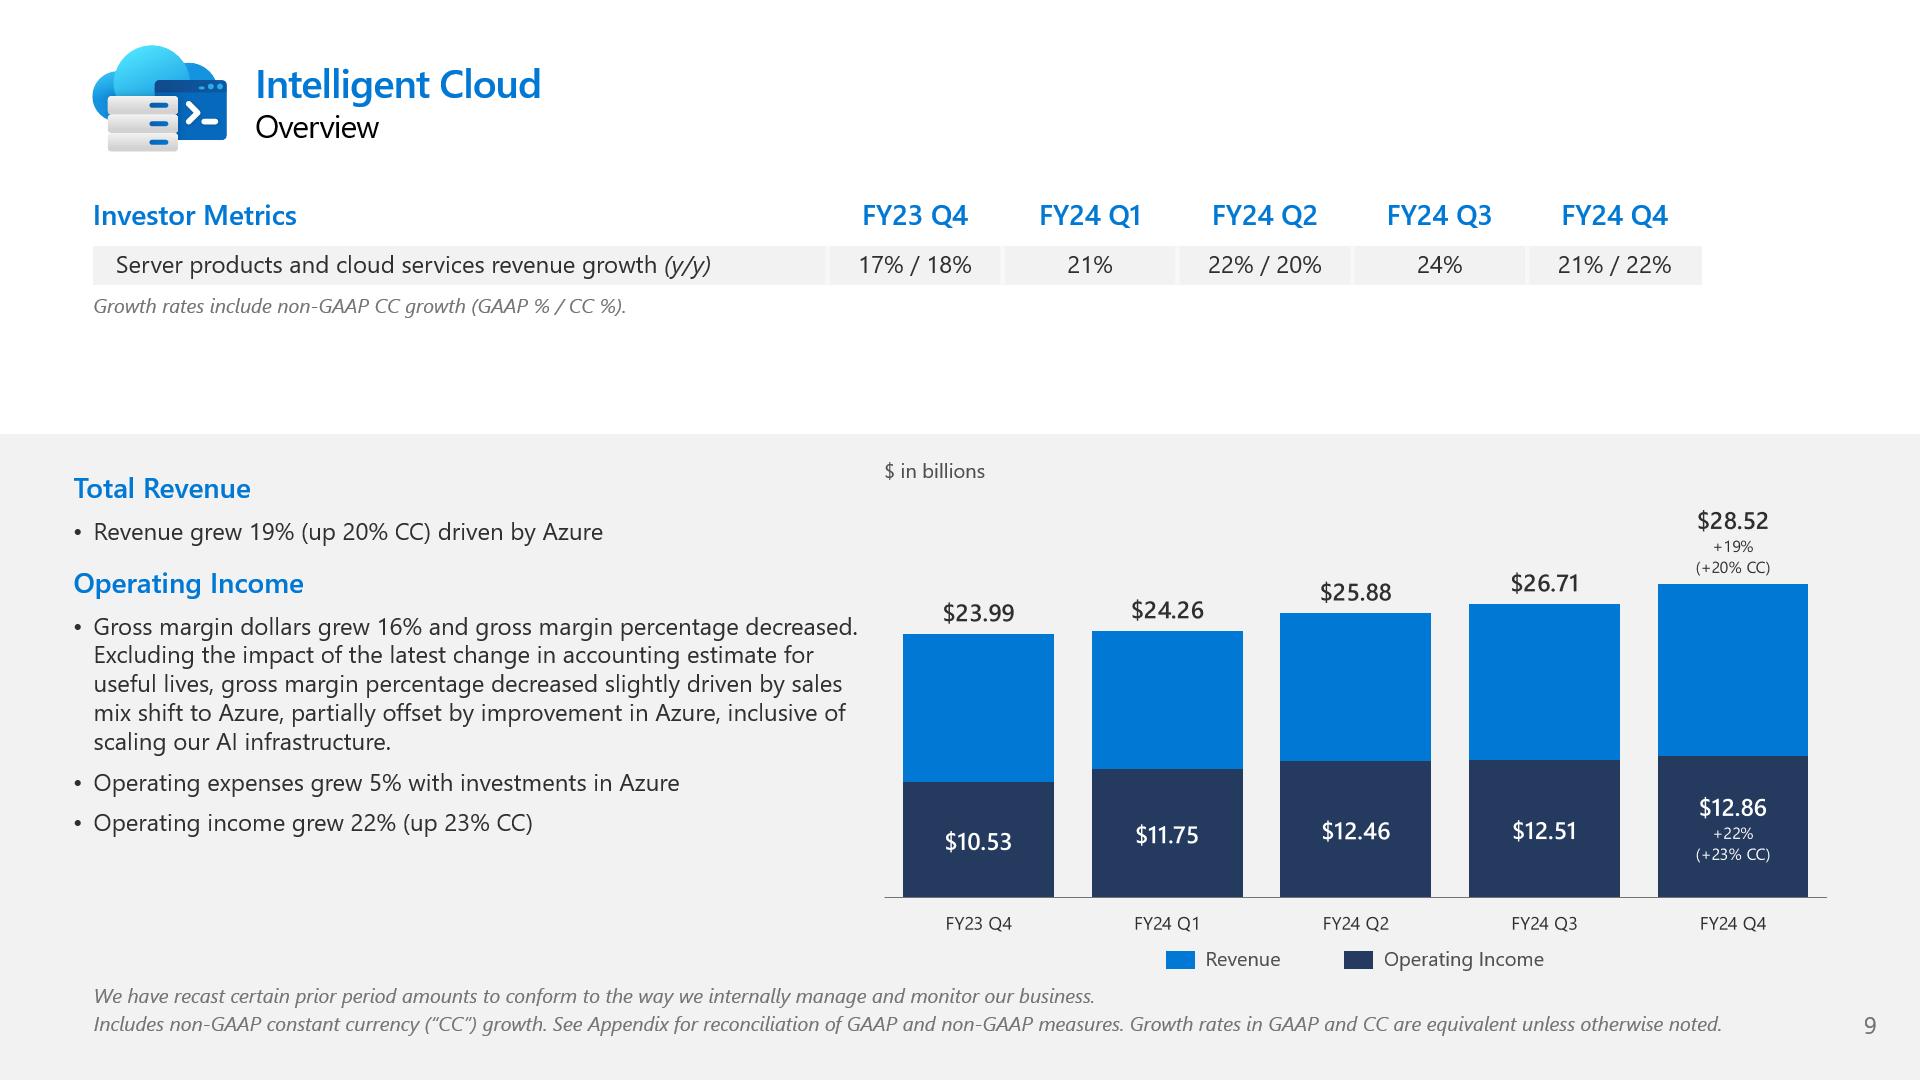 Intelligent Cloud
Overview
Investor Metrics FY23 Q4 FY24 Q1 FY24 Q2 FY24 Q3 FY24 Q4
Server products and cloud services revenue growth (y/y) 17% / 18% 21% 22% / 20% 24% 21% / 22%
Growth rates include non-GAAP CC growth (GAAP % / CC %).
Total Revenue
• Revenue grew 19% (up 20% CC) driven by Azure
Operating Income
• Gross margin dollars grew 16% and gross margin percentage decreased.
Excluding the impact of the latest change in accounting estimate for
useful lives, gross margin percentage decreased slightly driven by sales
mix shift to Azure, partially offset by improvement in Azure, inclusive of
scaling our AI infrastructure.
• Operating expenses grew 5% with investments in Azure
• Operating income grew 22% (up 23% CC)
$ in billions
$23.99 $24.26 $25.88 $26.71 $28.52
+19%
(+20% CC)
$10.53 $11.75 $12.46 $12.51 $12.86
+22%
(+23% CC)
FY23 Q4 FY24 Q1 FY24 Q2 FY24 Q3 FY24 Q4
Revenue Operating Income
We have recast certain prior period amounts to conform to the way we internally manage and monitor our business.
Includes non-GAAP constant currency (“CC”) growth. See Appendix for reconciliation of GAAP and non-GAAP measures. Growth rates in GAAP and CC are equivalent unless otherwise noted.
9